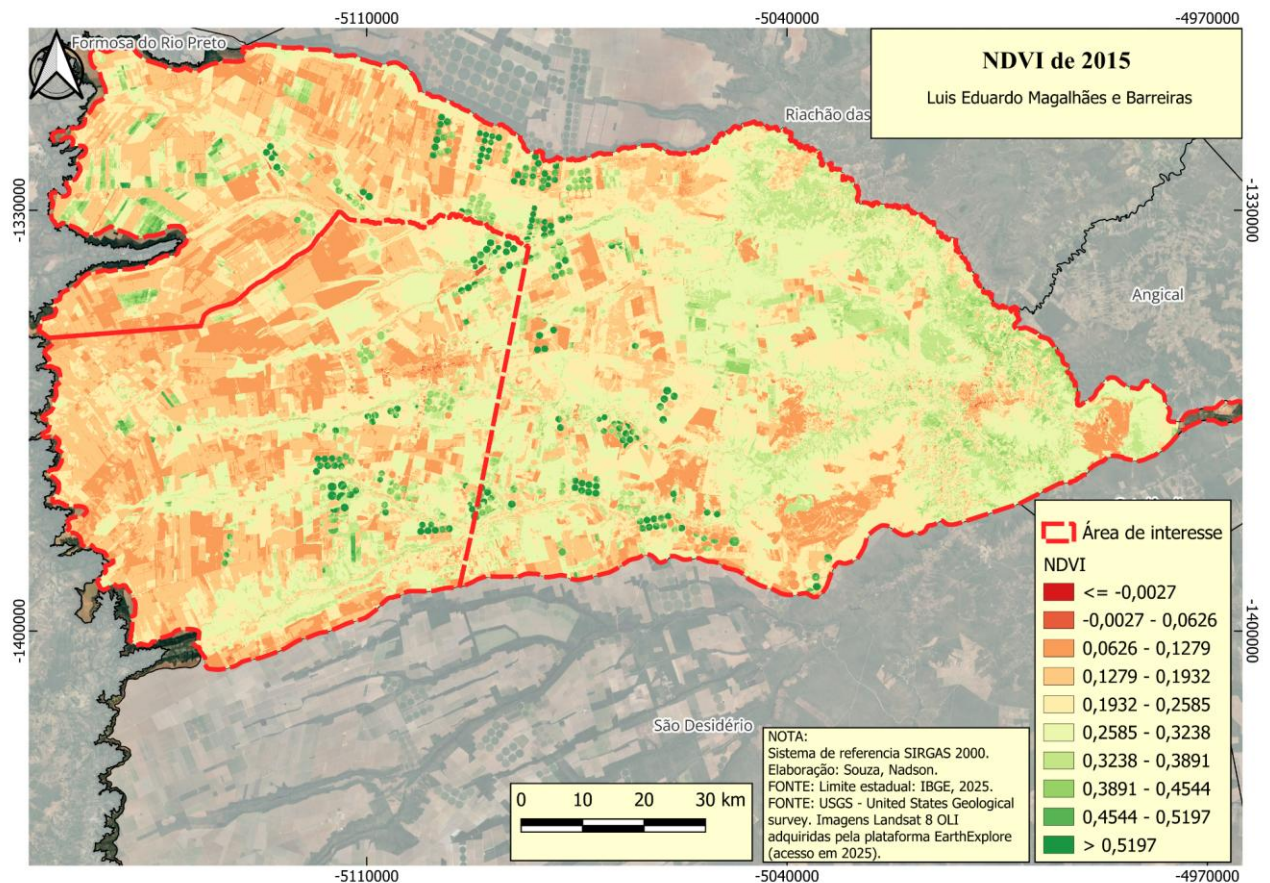 -5110000
-5040000
-4970000
Formosa do Rio Preto
NDVI de 2015
Luis Eduardo Magalhães e Barreiras
Riachão das
-1330000
-1330000
Angical
Área de interesse
NDVI
<= -0,0027
-0,0027 - 0,0626
0,0626 - 0,1279
0,1279 - 0,1932
0,1932 - 0,2585
0,2585 - 0,3238
0,3238 - 0,3891
0,3891 - 0,4544
0,4544 - 0,5197
> 0,5197
-1400000
-1400000
São Desidério
NOTA:
Sistema de referencia SIRGAS 2000.
Elaboração: Souza, Nadson.
FONTE: Limite estadual: IBGE, 2025.
FONTE: USGS - United States Geological
survey. Imagens Landsat 8 OLI
adquiridas pela plataforma EarthExplore
(acesso em 2025).
0 10 20 30 km
-5110000
-5040000
-4970000